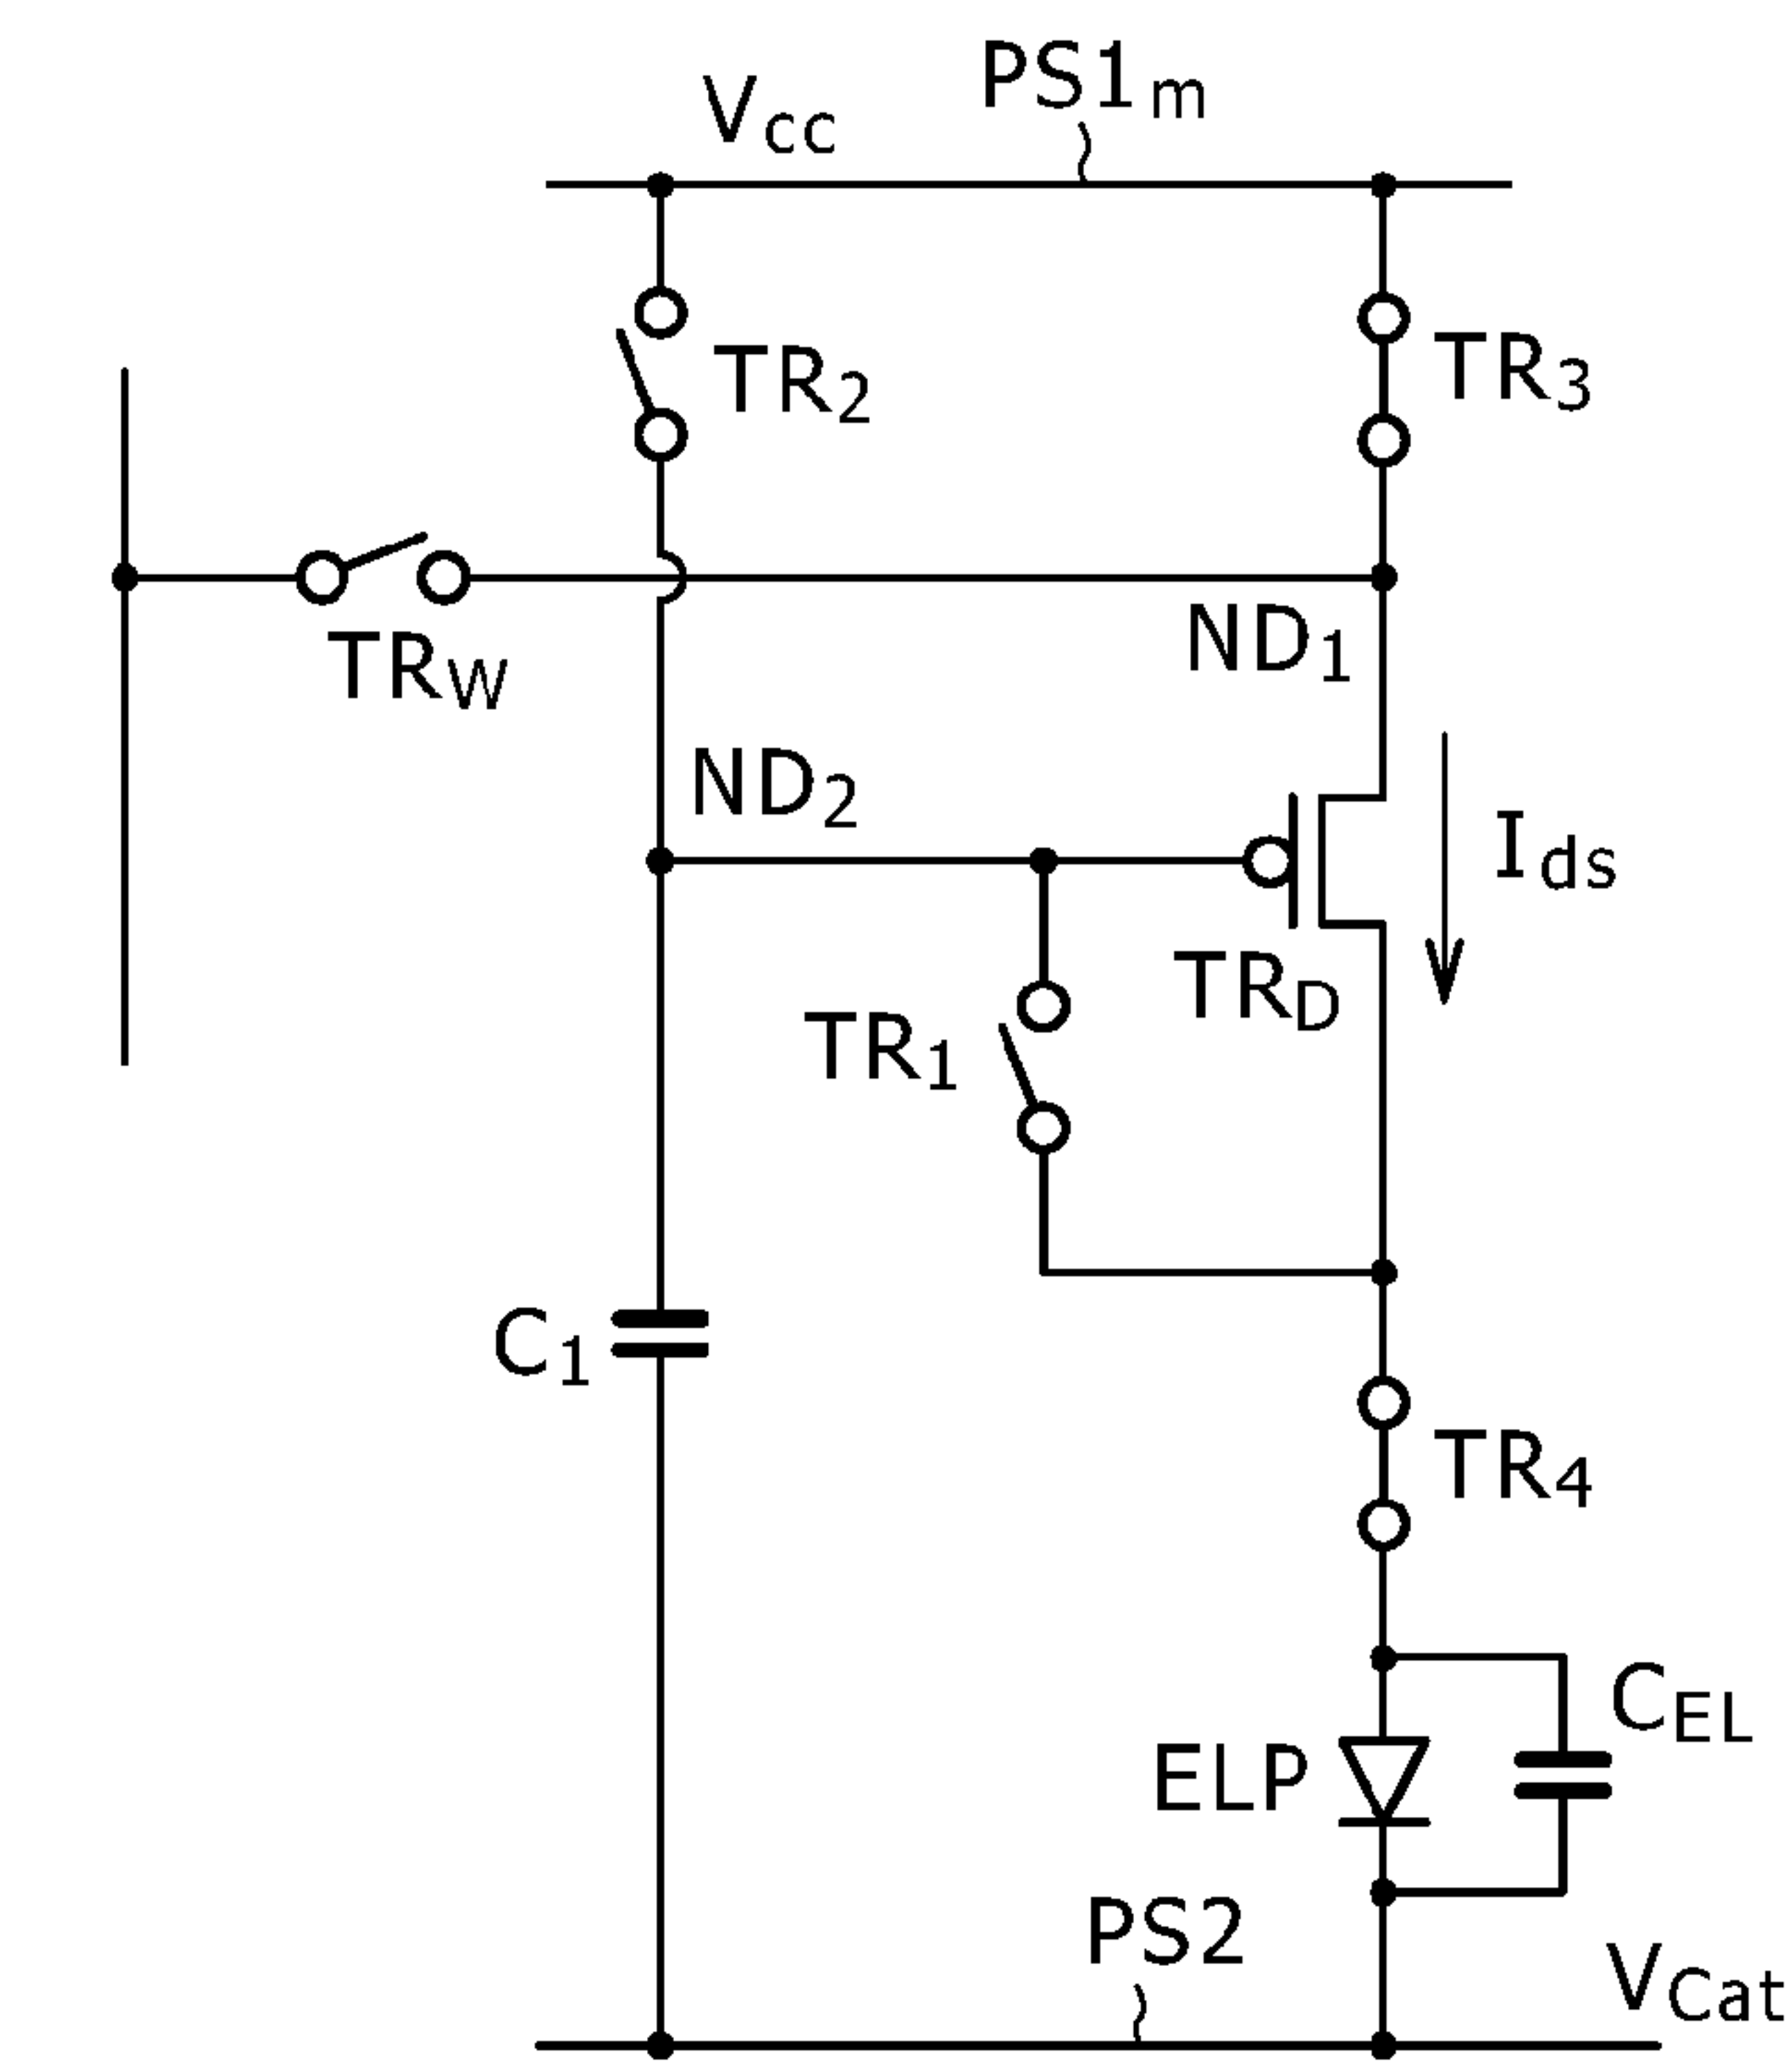 PS1m
Vcc
TR2
TR3
TRW
ND1
ND2
Ids
TRD
TR1
C1
TR4
CEL
ELP
PS2
VCat